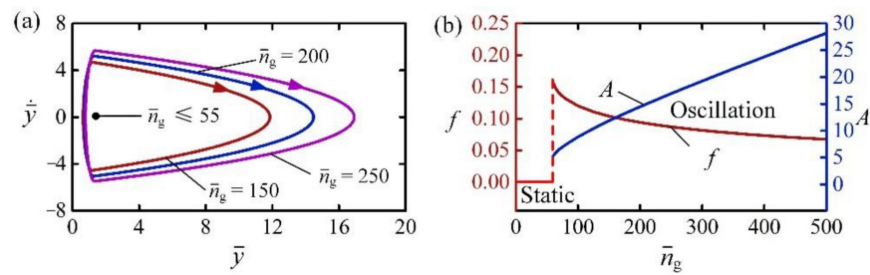 (a)
8
4
0
−4
−8
ẏ̄
n̄g = 200
n̄g ⩽ 55
n̄g = 150
n̄g = 250
0 4 8 12 16 20
ȳ
(b)
0.25
0.20
0.15
0.10
0.05
0.00
f
A
Oscillation
f
Static
30
25
20
15
10
5
0
A
0 100 200 300 400 500
n̄g